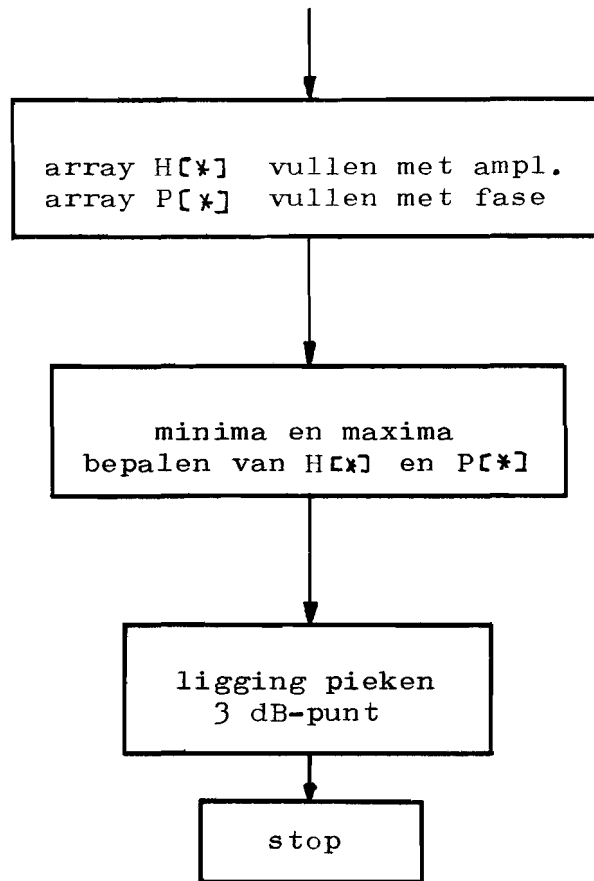 array H[*] vullen met ampl.
array P[*] vullen met fase
minima en maxima
bepalen van H[*] en P[*]
ligging pieken
3 dB-punt
stop